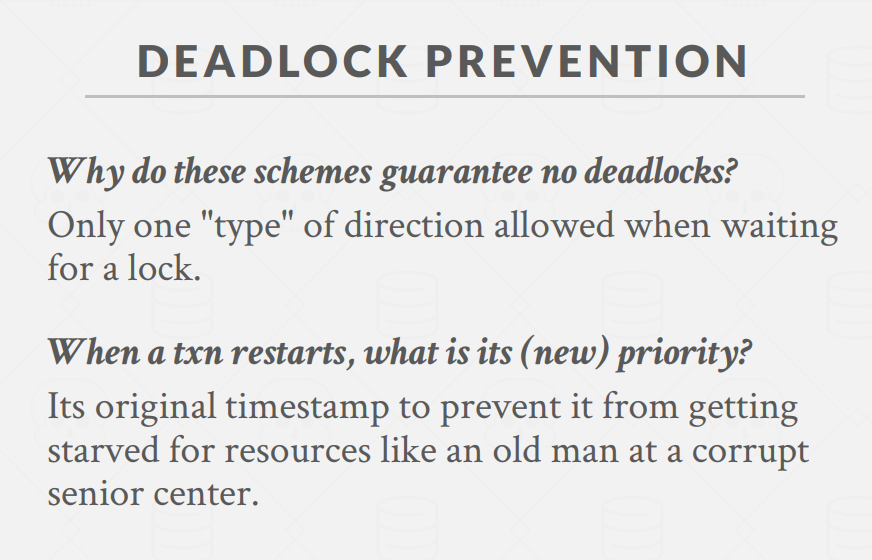 DEADLOCK PREVENTION
Why do these schemes guarantee no deadlocks?
Only one "type" of direction allowed when waiting
for a lock.
When a txn restarts, what is its (new) priority?
Its original timestamp to prevent it from getting
starved for resources like an old man at a corrupt
senior center.